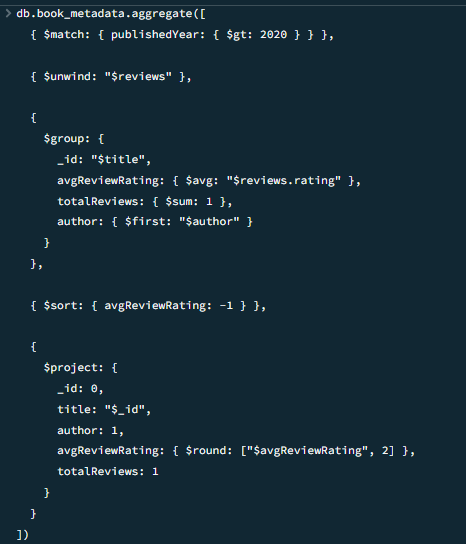 > db.book_metadata.aggregate([
  { $match: { publishedYear: { $gt: 2020 } } },
  { $unwind: "$reviews" },
  {
    $group: {
      _id: "$title",
      avgReviewRating: { $avg: "$reviews.rating" },
      totalReviews: { $sum: 1 },
      author: { $first: "$author" }
    }
  },
  { $sort: { avgReviewRating: -1 } },
  {
    $project: {
      _id: 0,
      title: "$_id",
      author: 1,
      avgReviewRating: { $round: ["$avgReviewRating", 2] },
      totalReviews: 1
    }
  }
])